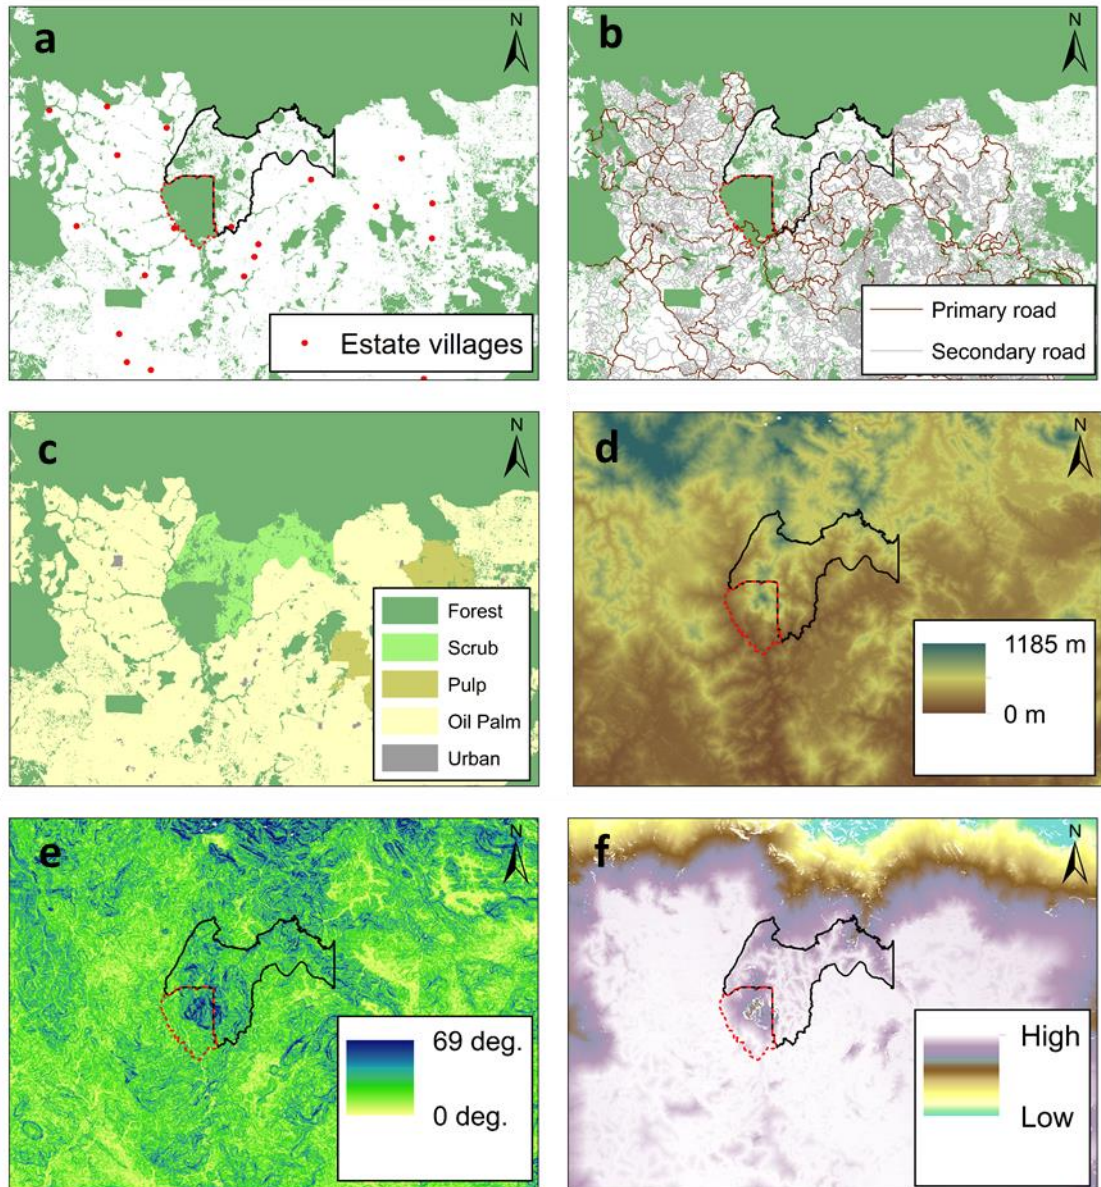 a
N
Estate villages
b
N
Primary road
Secondary road
c
N
Forest
Scrub
Pulp
Oil Palm
Urban
d
N
1185 m
0 m
e
N
69 deg.
0 deg.
f
N
High
Low